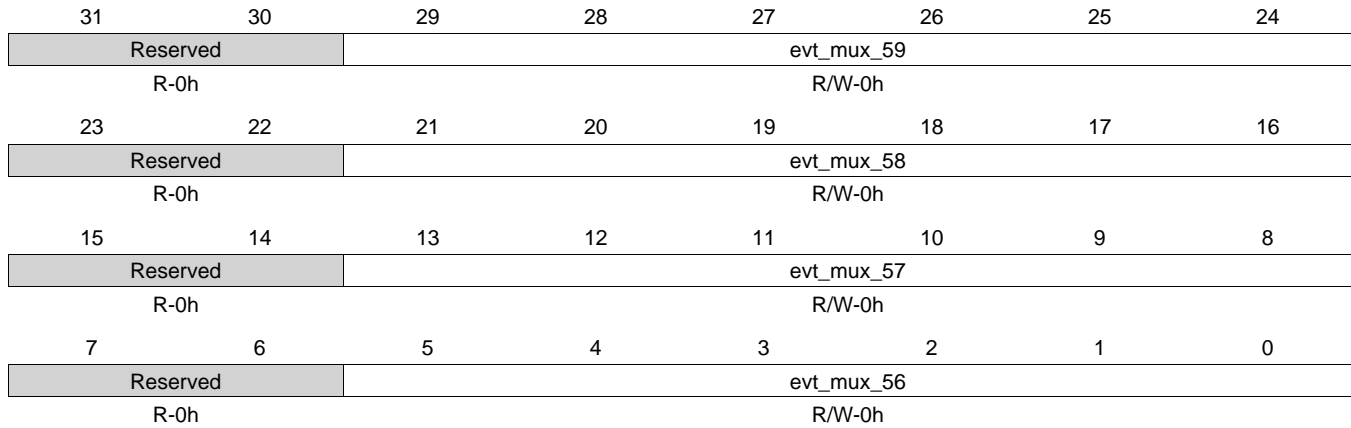 31 30 29 28 27 26 25 24
Reserved evt_mux_59
R-0h R/W-0h
23 22 21 20 19 18 17 16
Reserved evt_mux_58
R-0h R/W-0h
15 14 13 12 11 10 9 8
Reserved evt_mux_57
R-0h R/W-0h
7 6 5 4 3 2 1 0
Reserved evt_mux_56
R-0h R/W-0h